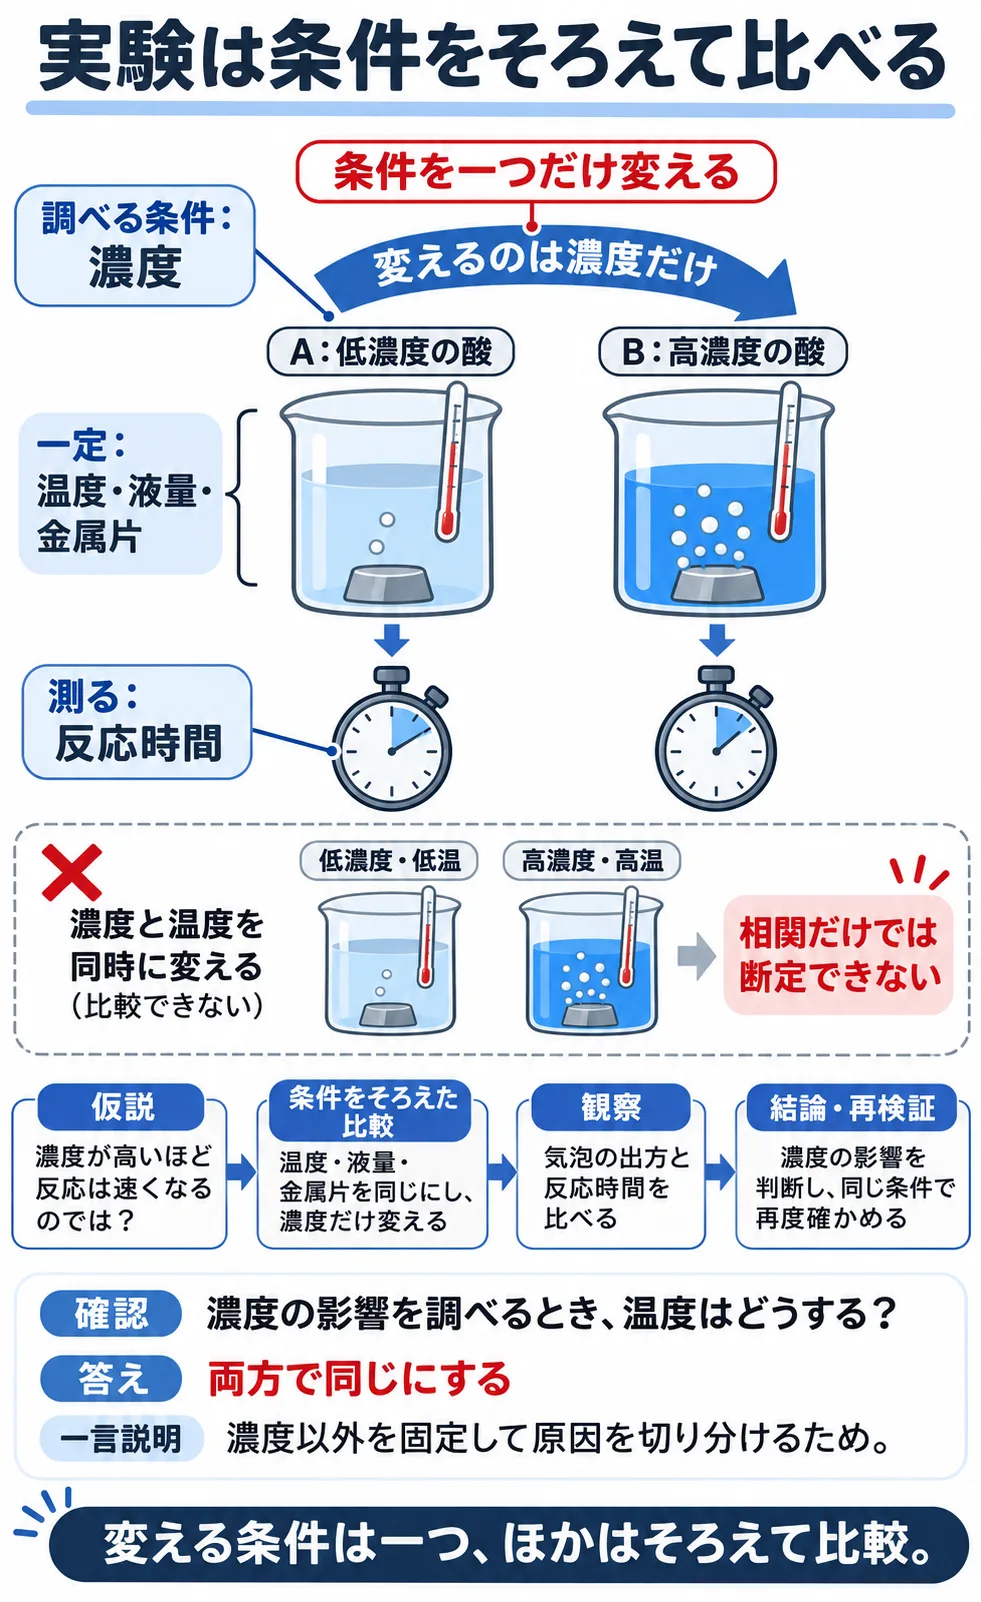 実験は条件をそろえて比べる
条件を一つだけ変える
調べる条件：
濃度
変えるのは濃度だけ
A：低濃度の酸
B：高濃度の酸
一定：
温度・液量・
金属片
測る：
反応時間
濃度と温度を
同時に変える
（比較できない）
低濃度・低温
高濃度・高温
相関だけでは
断定できない
仮説
濃度が高いほど
反応は速くなる
のでは？
条件をそろえた
比較
温度・液量・
金属片を同じにし、
濃度だけ変える
観察
気泡の出方と
反応時間を
比べる
結論・再検証
濃度の影響を
判断し、同じ条件で
再度確かめる
確認 濃度の影響を調べるとき、温度はどうする？
答え 両方で同じにする
一言説明 濃度以外を固定して原因を切り分けるため。
変える条件は一つ、ほかはそろえて比較。